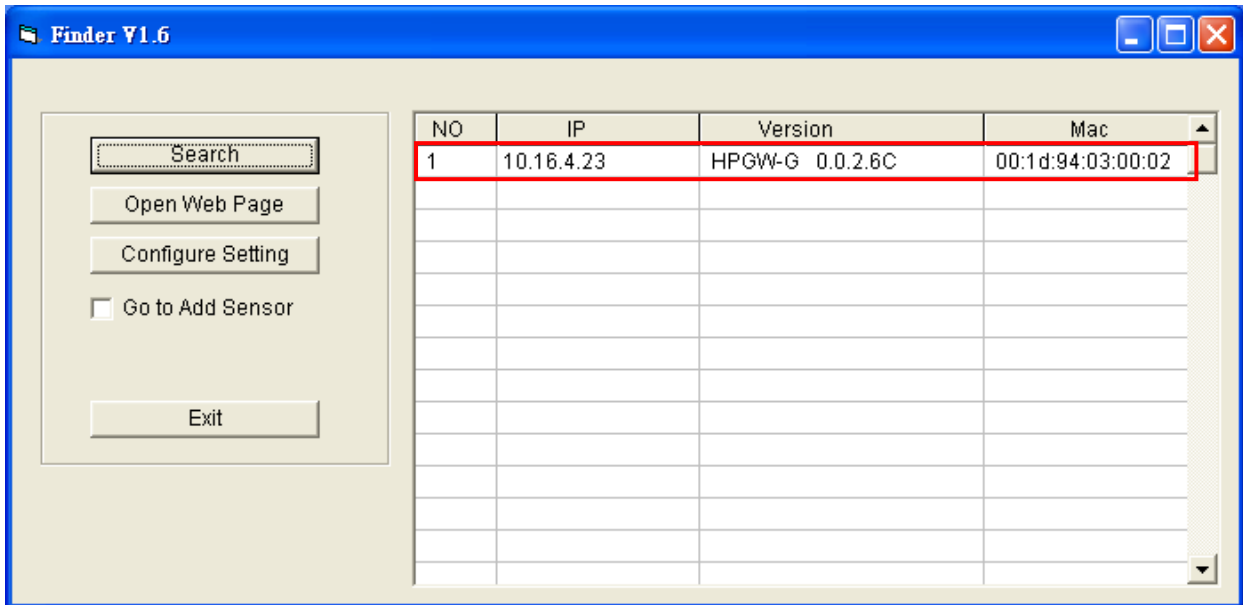 Finder V1.6
Search
Open Web Page
Configure Setting
Go to Add Sensor
Exit
NO IP Version Mac
1 10.16.4.23 HPGW-G 0.0.2.6C 00:1d:94:03:00:02